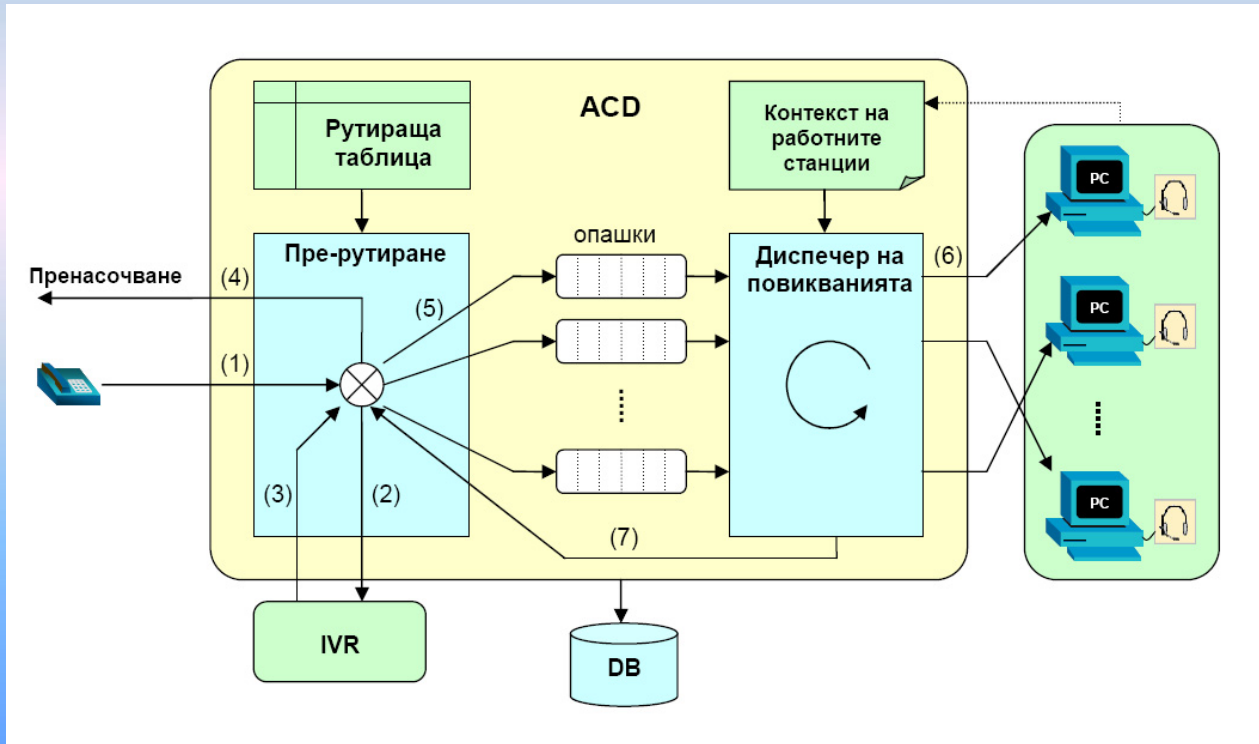 ACD
Рутираща
таблица
Контекст на
работните
станции
PC
Пре-рутиране
опашки
Диспечер на
повикванията
(6)
Пренасочване
(4)
(5)
PC
(1)
(3)
(2)
(7)
PC
IVR
DB